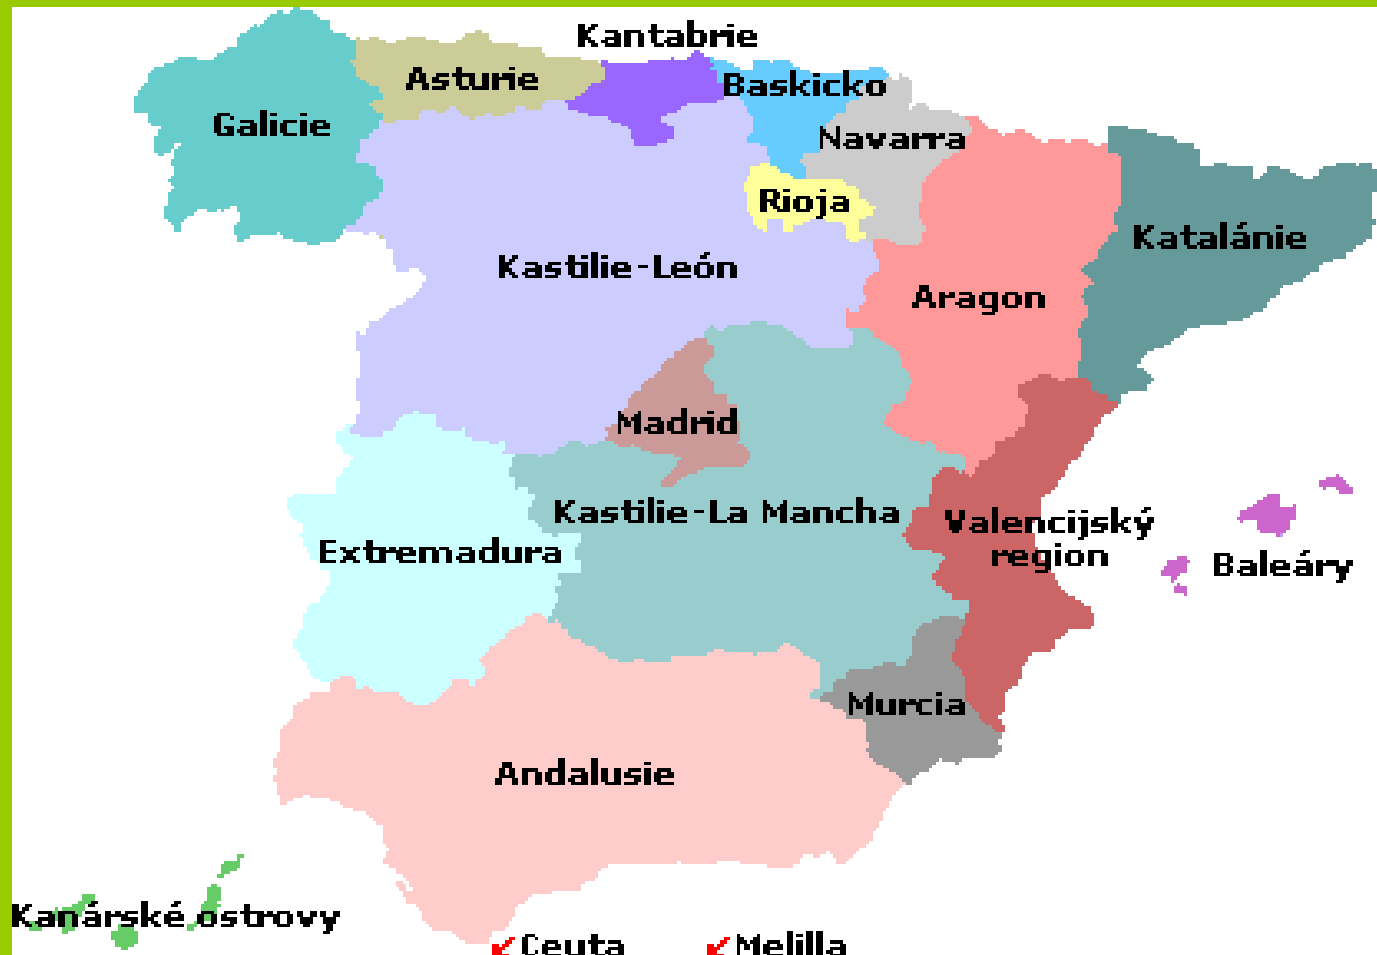 Kantabrie
Asturie
Baskicko
Galicie
Navarra
Rioja
Katalánie
Kastilie-León
Aragon
Madrid
Kastilie-La Mancha
Valencijský
region
Extremadura
Baleáry
Murcia
Andalusie
Kanárské ostrovy
Ceuta
Melilla